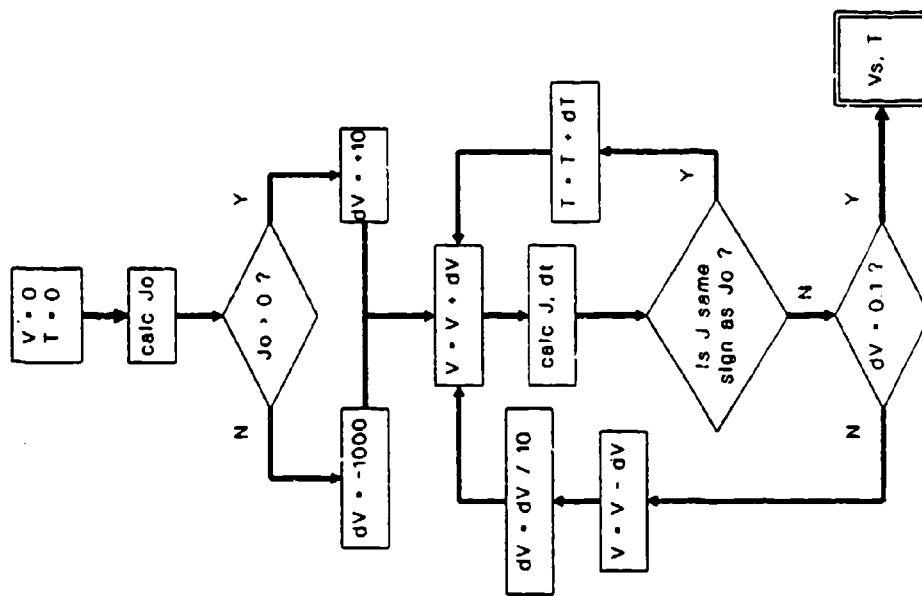 V = 0
T = 0
calc Jo
Jo > 0 ?
N
Y
dV = -1000
dV = +10
V = V + dV
calc J, dt
Is J same
sign as Jo ?
Y
T = T + dT
N
dV = 0.1 ?
N
V = V - dV
dV = dV / 10
Y
Vs, T